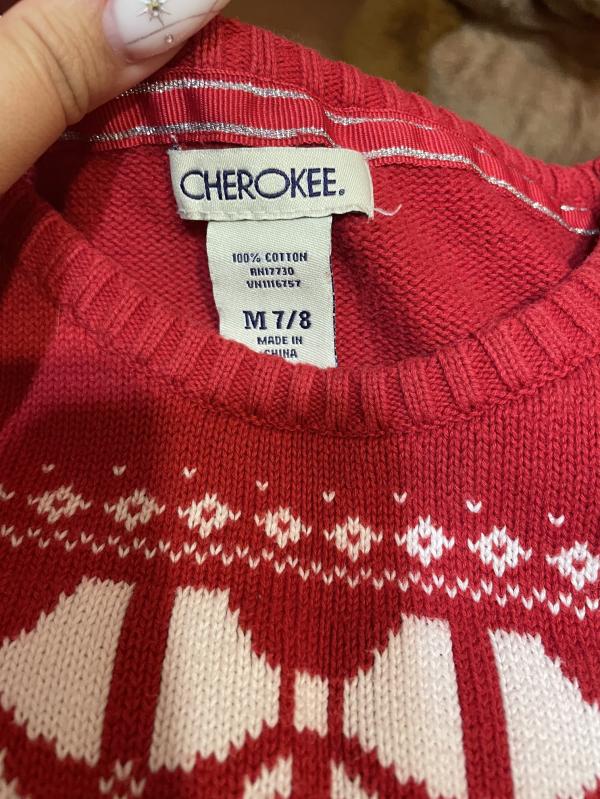 CHEROKEE.
100% COTTON
RN17730
VN1116757
M 7/8
MADE IN
CHINA